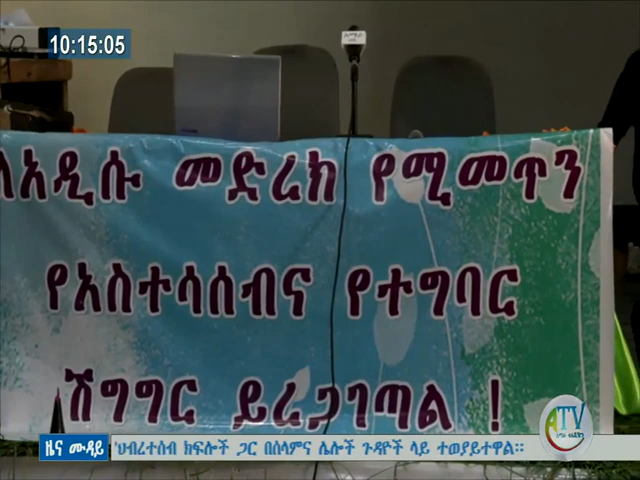 10:15:05
ለአዲሱ መድረክ የሚመጥን
የአስተሳሰብና የተግባር
ሽግግር ይረጋገጣል !
ATV
ዜና ሙዳይ
ህብረተሰብ ክፍሎች ጋር በሰላምና ሌሎች ጉዳዮች ላይ ተወያይተዋል።